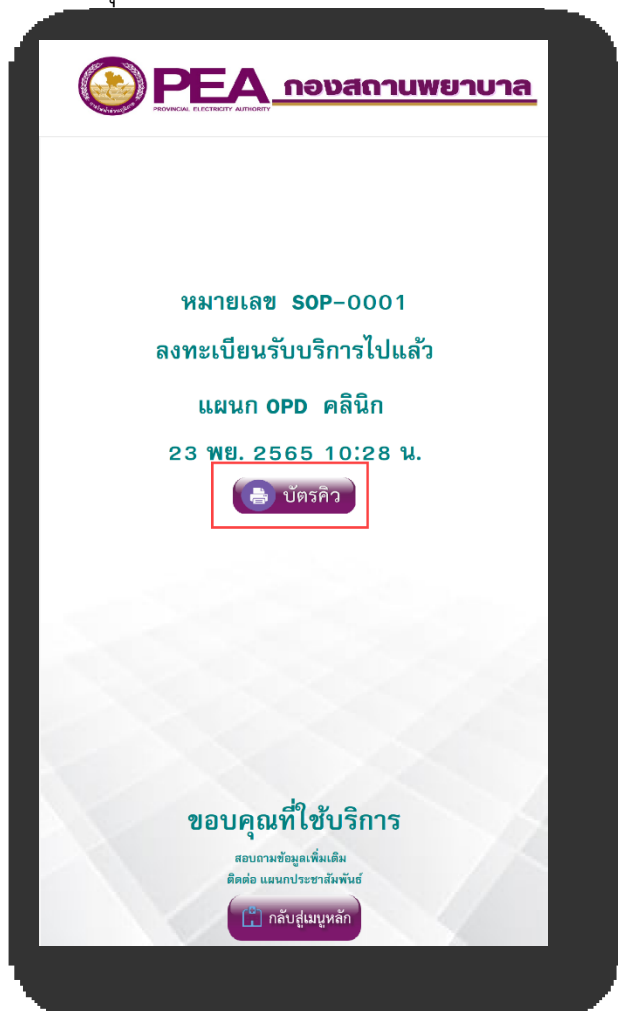 PEA กองสถานพยาบาล
PROVINCIAL ELECTRICITY AUTHORITY
หมายเลข SOP-0001
ลงทะเบียนรับบริการไปแล้ว
แผนก OPD คลินิก
23 พย. 2565 10:28 น.
บัตรคิว
ขอบคุณที่ใช้บริการ
สอบถามข้อมูลเพิ่มเติม
ติดต่อ แผนกประชาสัมพันธ์
กลับสู่เมนูหลัก